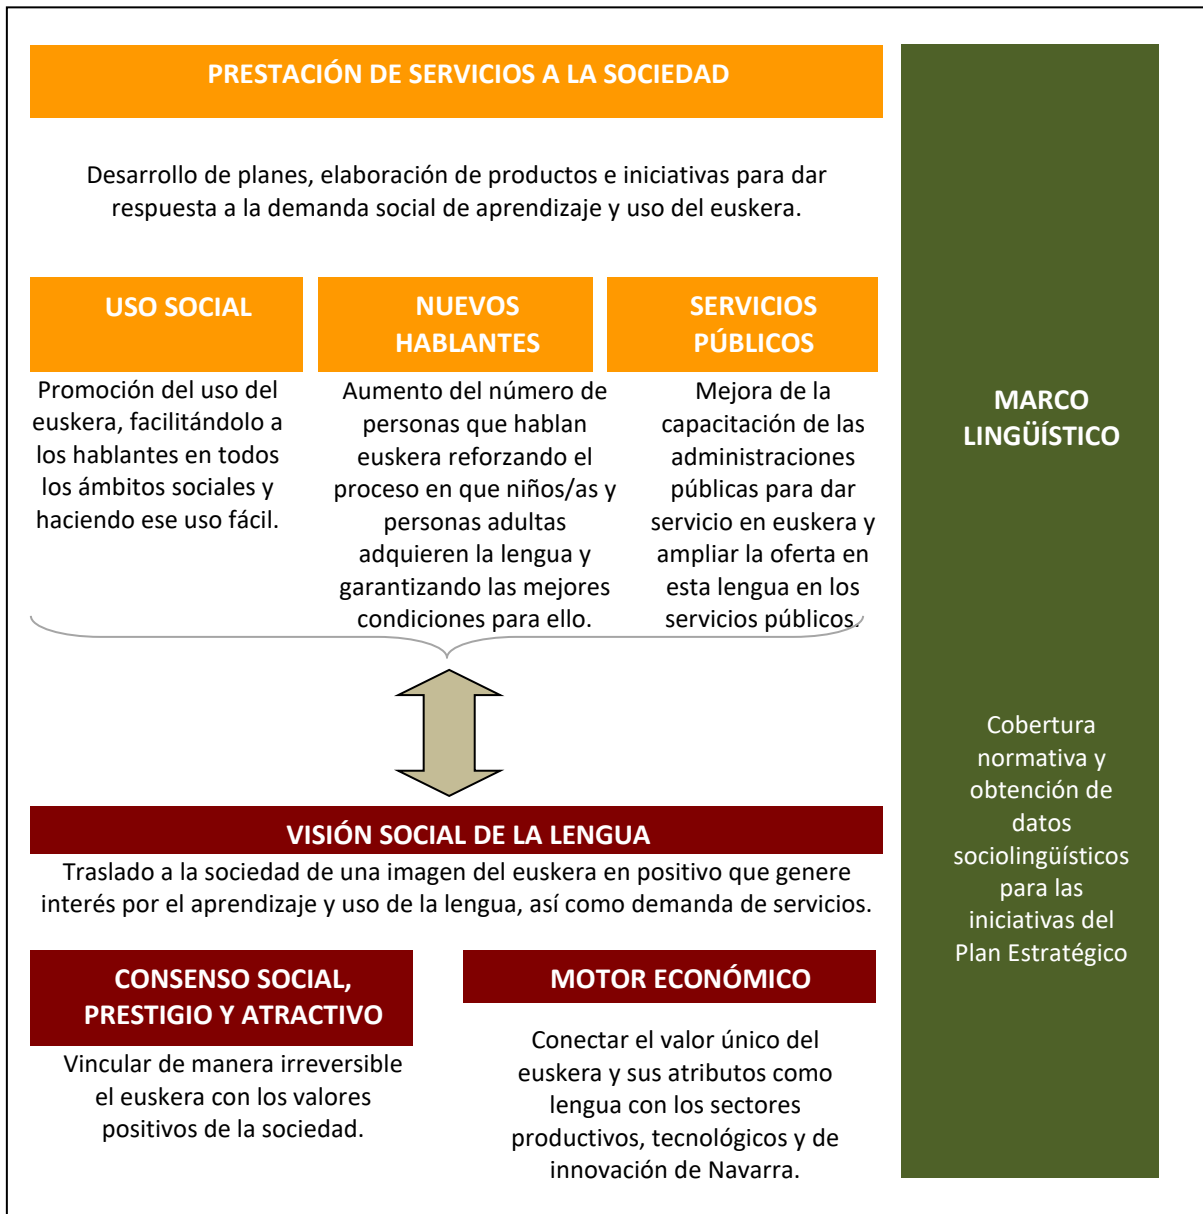 PRESTACIÓN DE SERVICIOS A LA SOCIEDAD
Desarrollo de planes, elaboración de productos e iniciativas para dar
respuesta a la demanda social de aprendizaje y uso del euskera.
USO SOCIAL
Promoción del uso del
euskera, facilitándolo a
los hablantes en todos
los ámbitos sociales y
haciendo ese uso fácil.
NUEVOS
HABLANTES
Aumento del número de
personas que hablan
euskera reforzando el
proceso en que niños/as y
personas adultas
adquieren la lengua y
garantizando las mejores
condiciones para ello.
SERVICIOS
PÚBLICOS
Mejora de la
capacitación de las
administraciones
públicas para dar
servicio en euskera y
ampliar la oferta en
esta lengua en los
servicios públicos.
VISIÓN SOCIAL DE LA LENGUA
Traslado a la sociedad de una imagen del euskera en positivo que genere
interés por el aprendizaje y uso de la lengua, así como demanda de servicios.
CONSENSO SOCIAL,
PRESTIGIO Y ATRACTIVO
Vincular de manera irreversible
el euskera con los valores
positivos de la sociedad.
MOTOR ECONÓMICO
Conectar el valor único del
euskera y sus atributos como
lengua con los sectores
productivos, tecnológicos y de
innovación de Navarra.
MARCO
LINGÜÍSTICO
Cobertura
normativa y
obtención de
datos
sociolingüísticos
para las
iniciativas del
Plan Estratégico